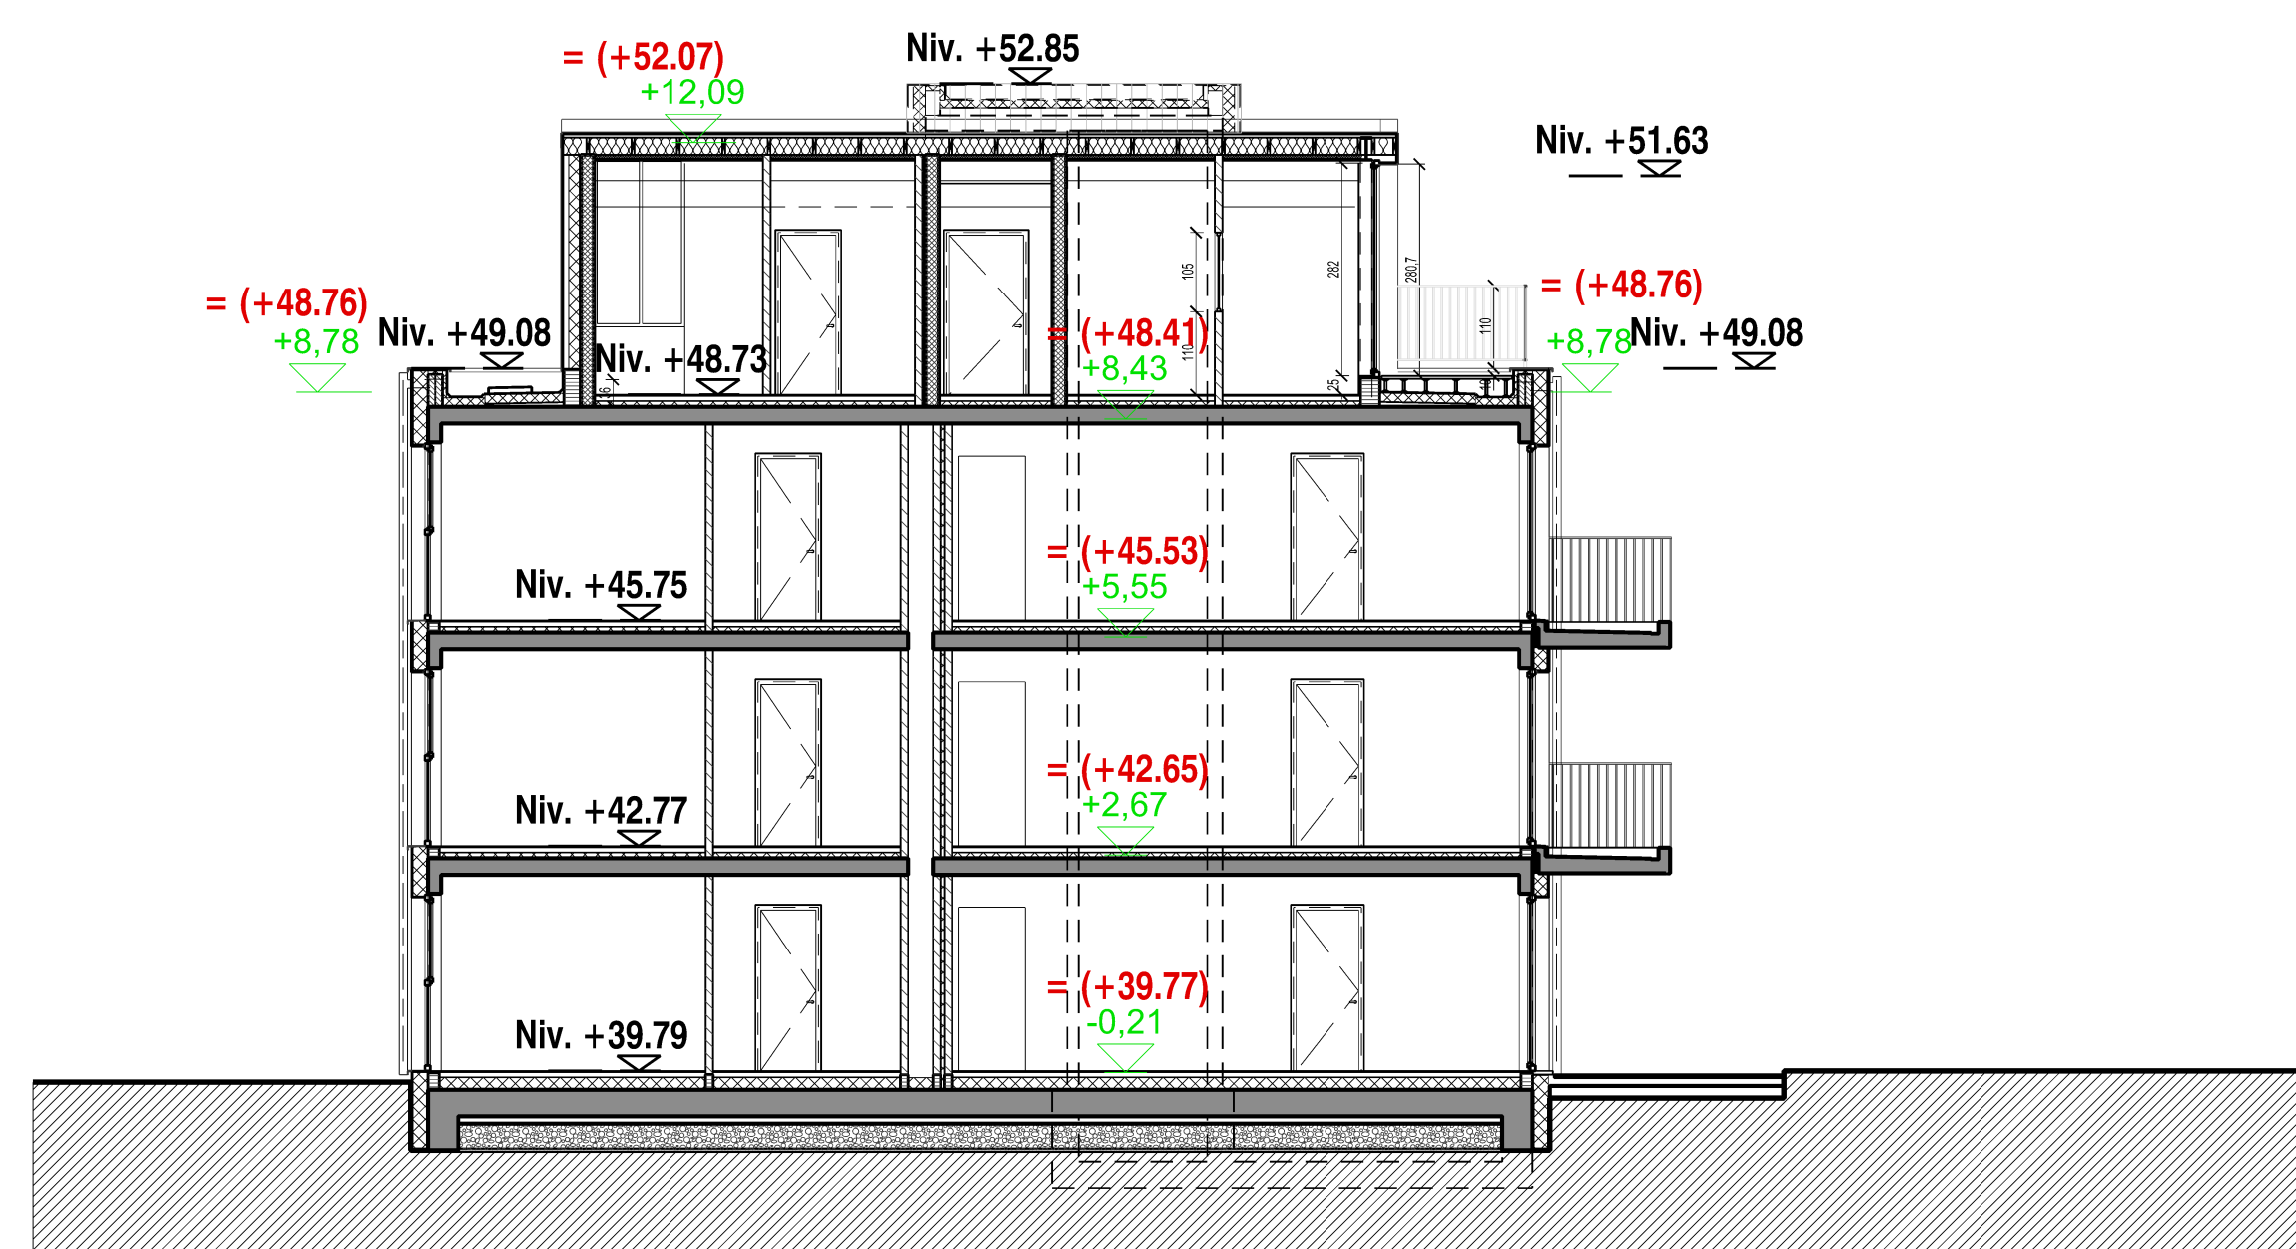 Niv. +52.85
= (+52.07)
+12,09
Niv. +51.63
105
282
280,7
= (+48.76)
+8,78
Niv. +49.08
= (+48.76)
+8,78
Niv. +49.08
110
Niv. +48.73
= (+48.41)
+8,43
110
25
= (+45.53)
+5,55
Niv. +45.75
= (+42.65)
+2,67
Niv. +42.77
= (+39.77)
-0,21
Niv. +39.79